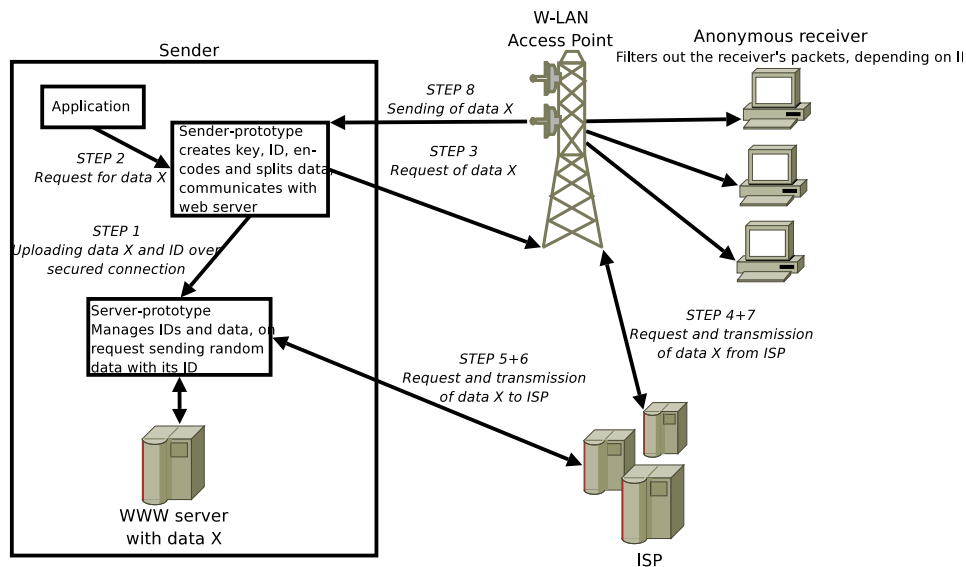 Sender
W-LAN
Access Point
Anonymous receiver
Filters out the receiver's packets, depending on I
Application
STEP 8
Sending of data X
Sender-prototype
creates key, ID, en-
codes and splits data,
communicates with
web server
STEP 2
Request for data X
STEP 3
Request of data X
STEP 1
Uploading data X and ID over
secured connection
Server-prototype
Manages IDs and data, on
request sending random
data with its ID
STEP 4+7
Request and transmission
of data X from ISP
STEP 5+6
Request and transmission
of data X to ISP
WWW server
with data X
ISP